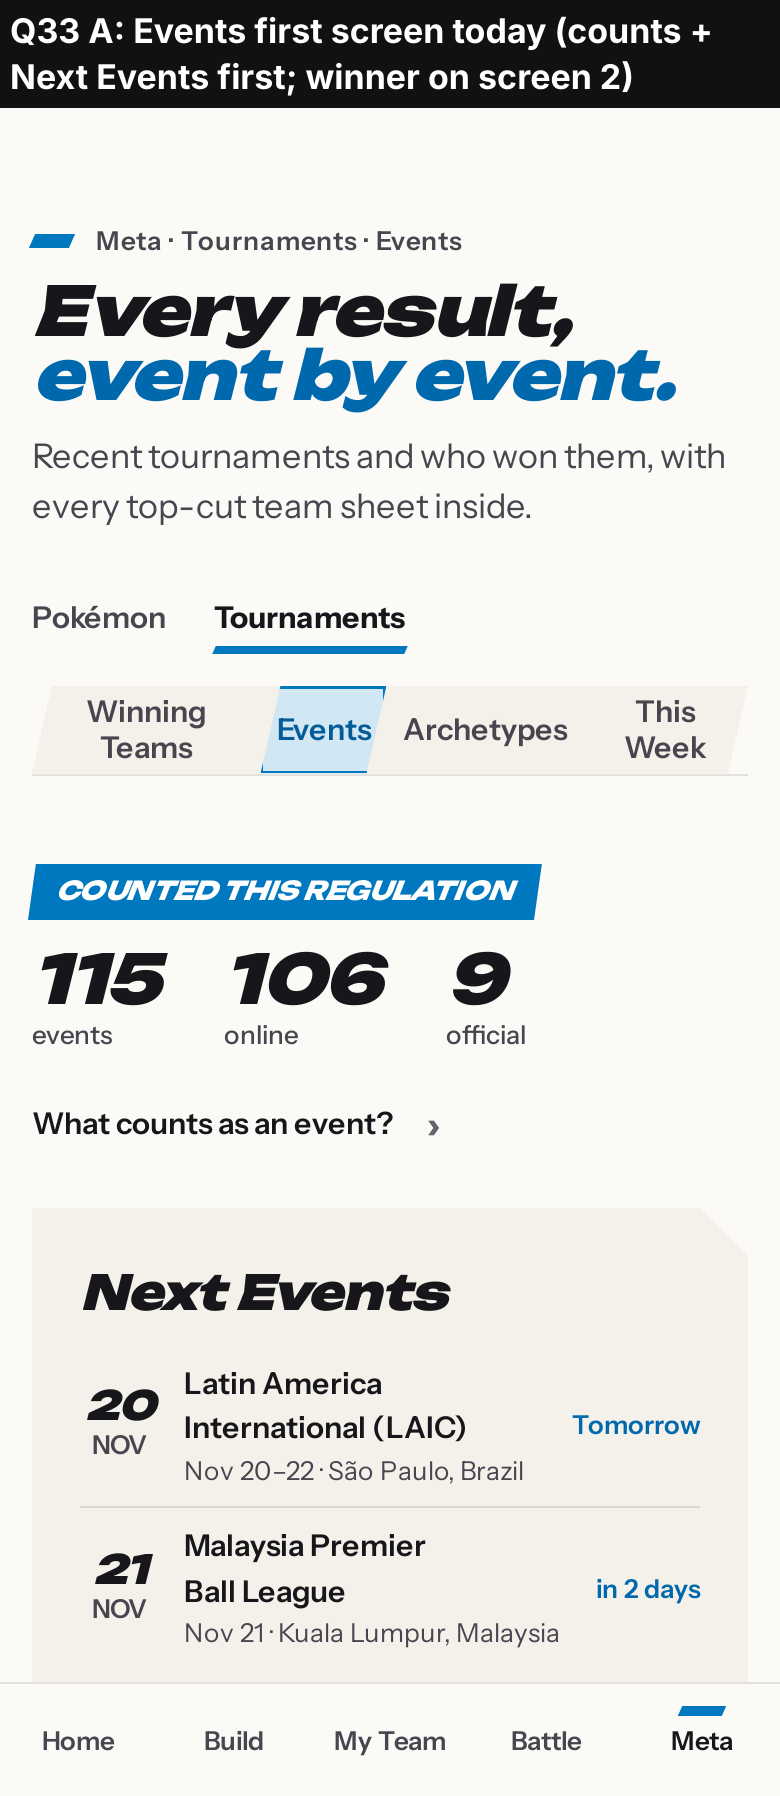 Q33 A: Events first screen today (counts +
Next Events first; winner on screen 2)
Meta · Tournaments · Events
Every result,
event by event.
Recent tournaments and who won them, with
every top-cut team sheet inside.
Pokémon
Tournaments
Winning
Teams
Events
Archetypes
This
Week
COUNTED THIS REGULATION
115
events
106
online
9
official
What counts as an event? ›
Next Events
20
NOV
Latin America
International (LAIC)
Nov 20–22 · São Paulo, Brazil
Tomorrow
21
NOV
Malaysia Premier
Ball League
Nov 21 · Kuala Lumpur, Malaysia
in 2 days
Home
Build
My Team
Battle
Meta